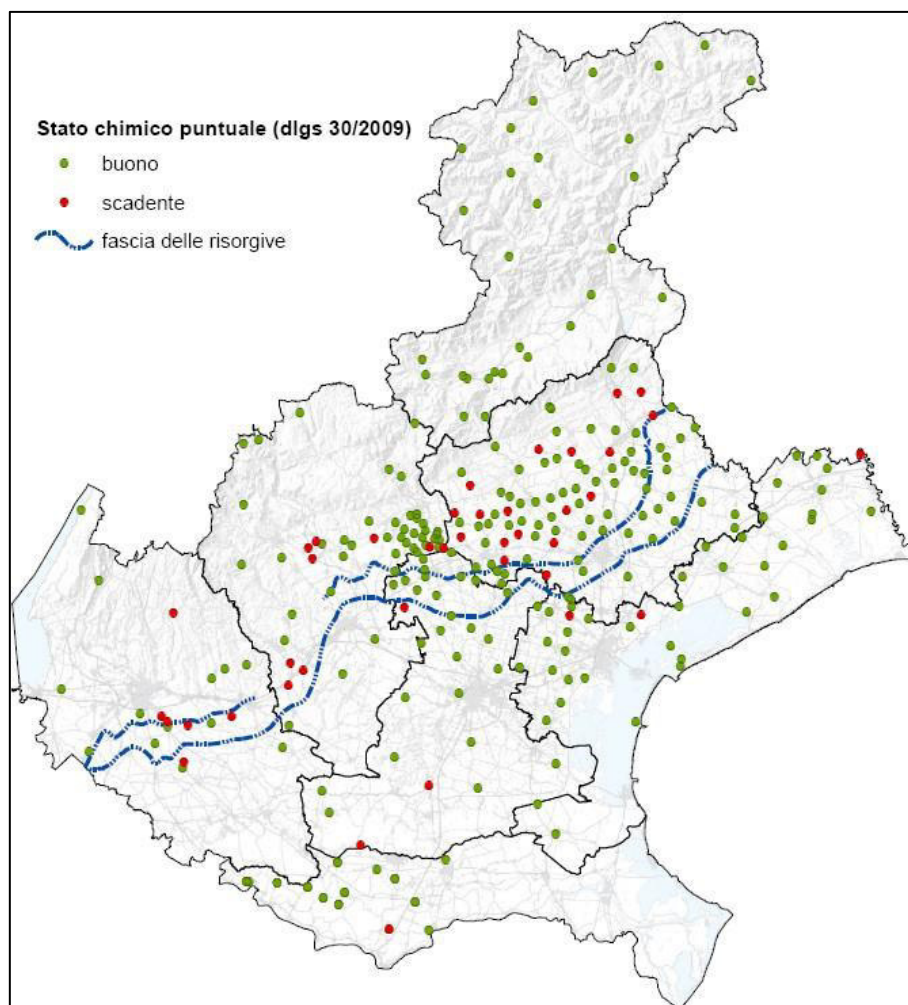 Stato chimico puntuale (dlgs 30/2009)
buono
scadente
fascia delle risorgive